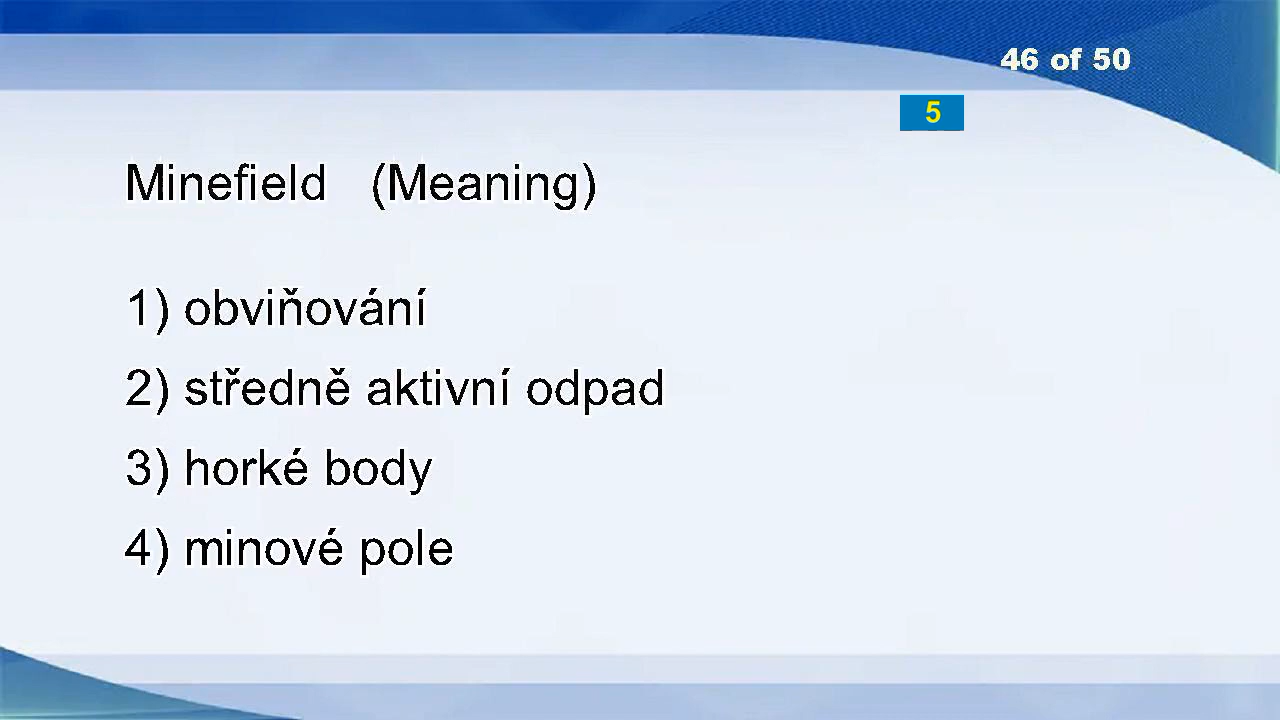 46 of 50
5
Minefield (Meaning)
1) obviňování
2) středně aktivní odpad
3) horké body
4) minové pole